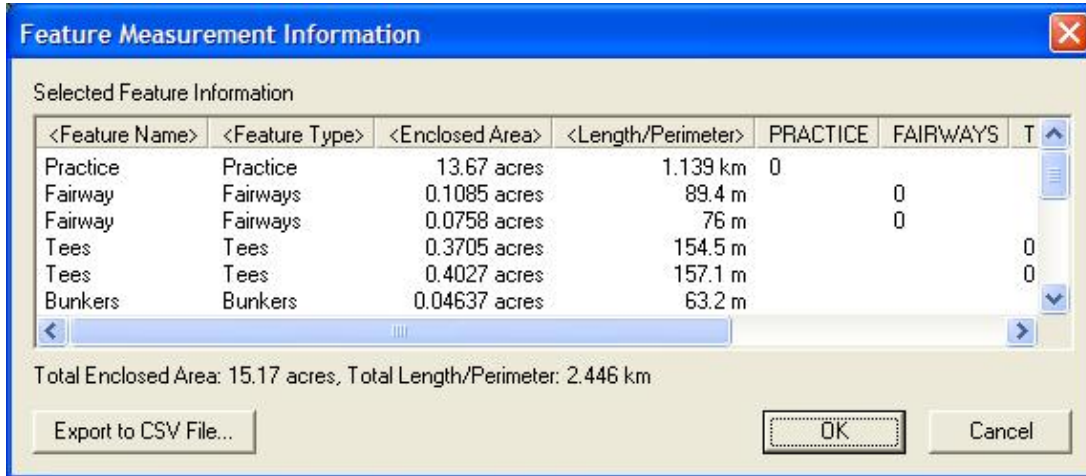 Feature Measurement Information
Selected Feature Information
<Feature Name> <Feature Type> <Enclosed Area> <Length/Perimeter> PRACTICE FAIRWAYS T
Practice Practice 13.67 acres 1.139 km 0
Fairway Fairways 0.1085 acres 89.4 m 0
Fairway Fairways 0.0758 acres 76 m 0
Tees Tees 0.3705 acres 154.5 m 0
Tees Tees 0.4027 acres 157.1 m 0
Bunkers Bunkers 0.04637 acres 63.2 m
Total Enclosed Area: 15.17 acres, Total Length/Perimeter: 2.446 km
Export to CSV File... OK Cancel